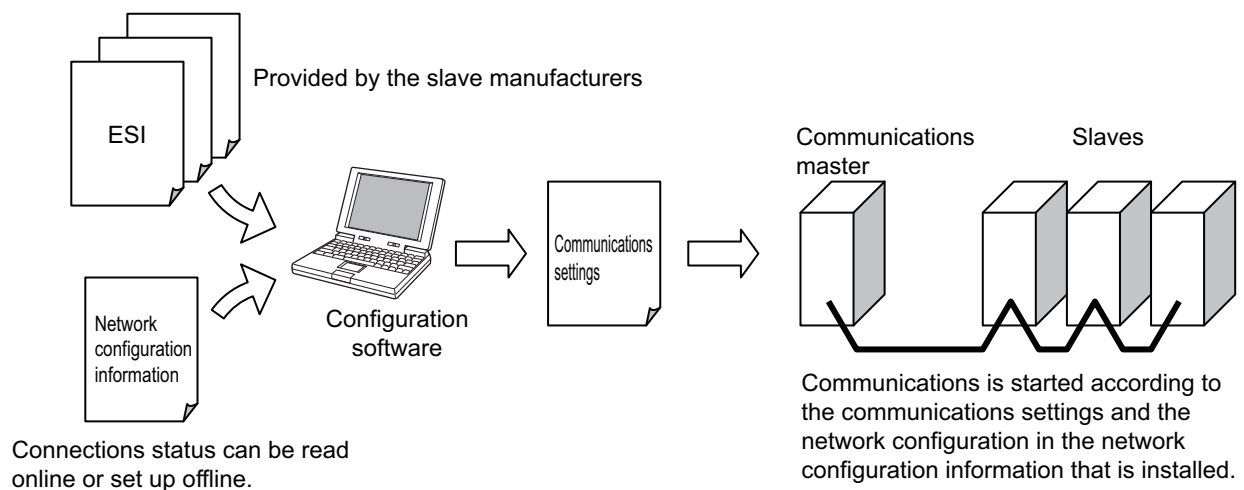 Provided by the slave manufacturers
ESI
Communications
master
Slaves
Communications
settings
Configuration
software
Network
configuration
information
Connections status can be read
online or set up offline.
Communications is started according to
the communications settings and the
network configuration in the network
configuration information that is installed.